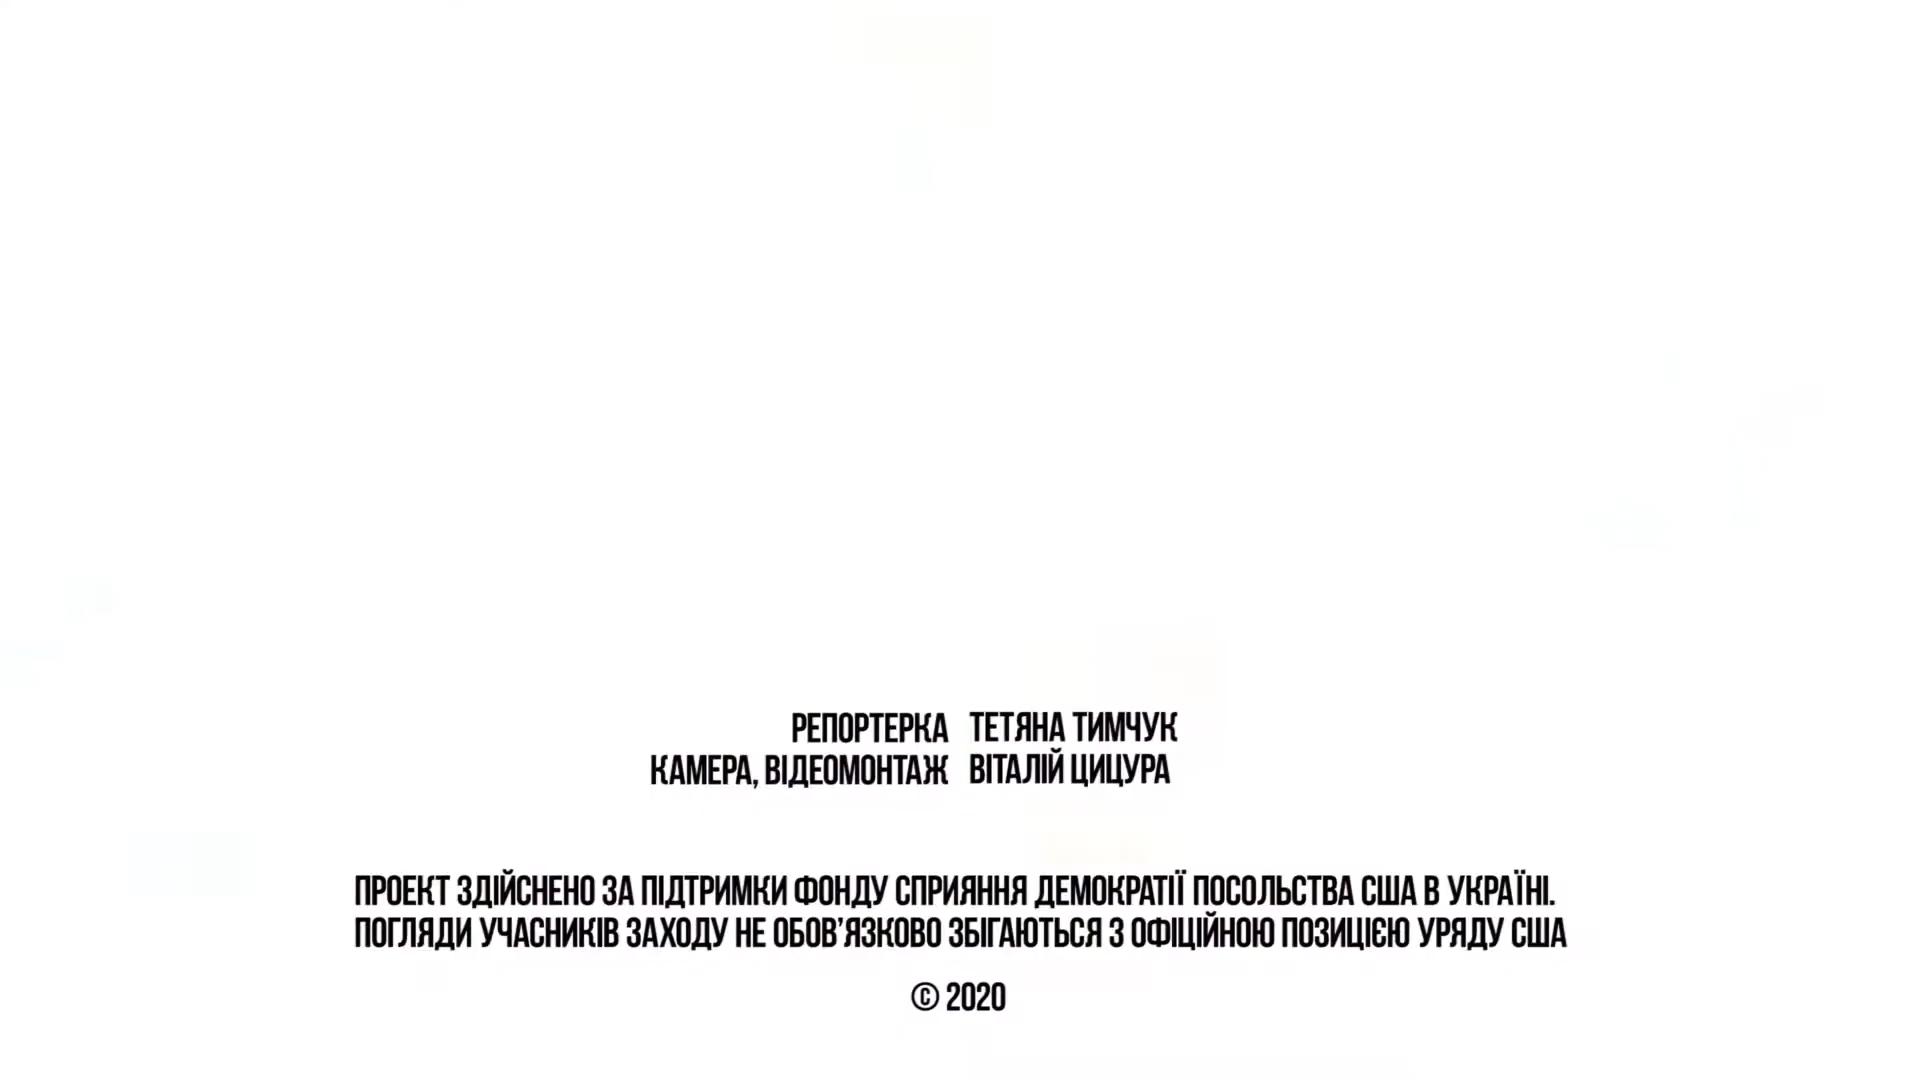 РЕПОРТЕРКА ТЕТЯНА ТИМЧУК
КАМЕРА, ВІДЕОМОНТАЖ ВІТАЛІЙ ЦИЦУРА
ПРОЕКТ ЗДІЙСНЕНО ЗА ПІДТРИМКИ ФОНДУ СПРИЯННЯ ДЕМОКРАТІЇ ПОСОЛЬСТВА США В УКРАЇНІ.
ПОГЛЯДИ УЧАСНИКІВ ЗАХОДУ НЕ ОБОВ’ЯЗКОВО ЗБІГАЮТЬСЯ З ОФІЦІЙНОЮ ПОЗИЦІЄЮ УРЯДУ США
© 2020